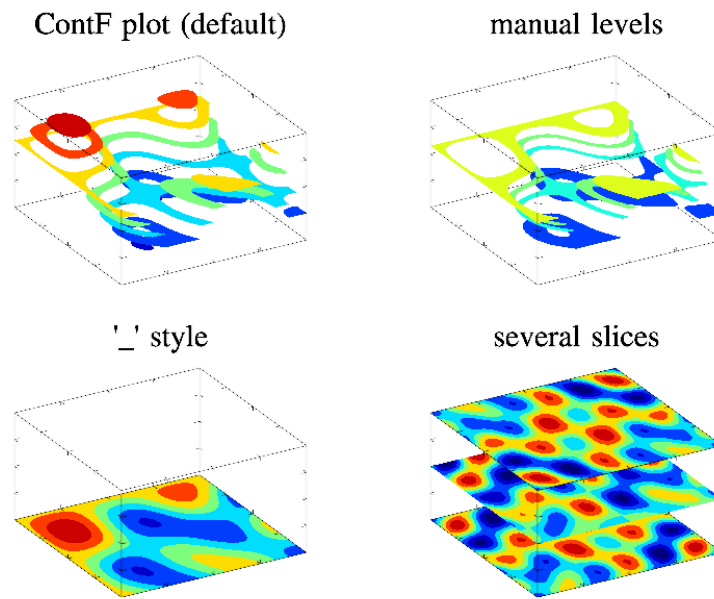 ContF plot (default)
manual levels
'_' style
several slices